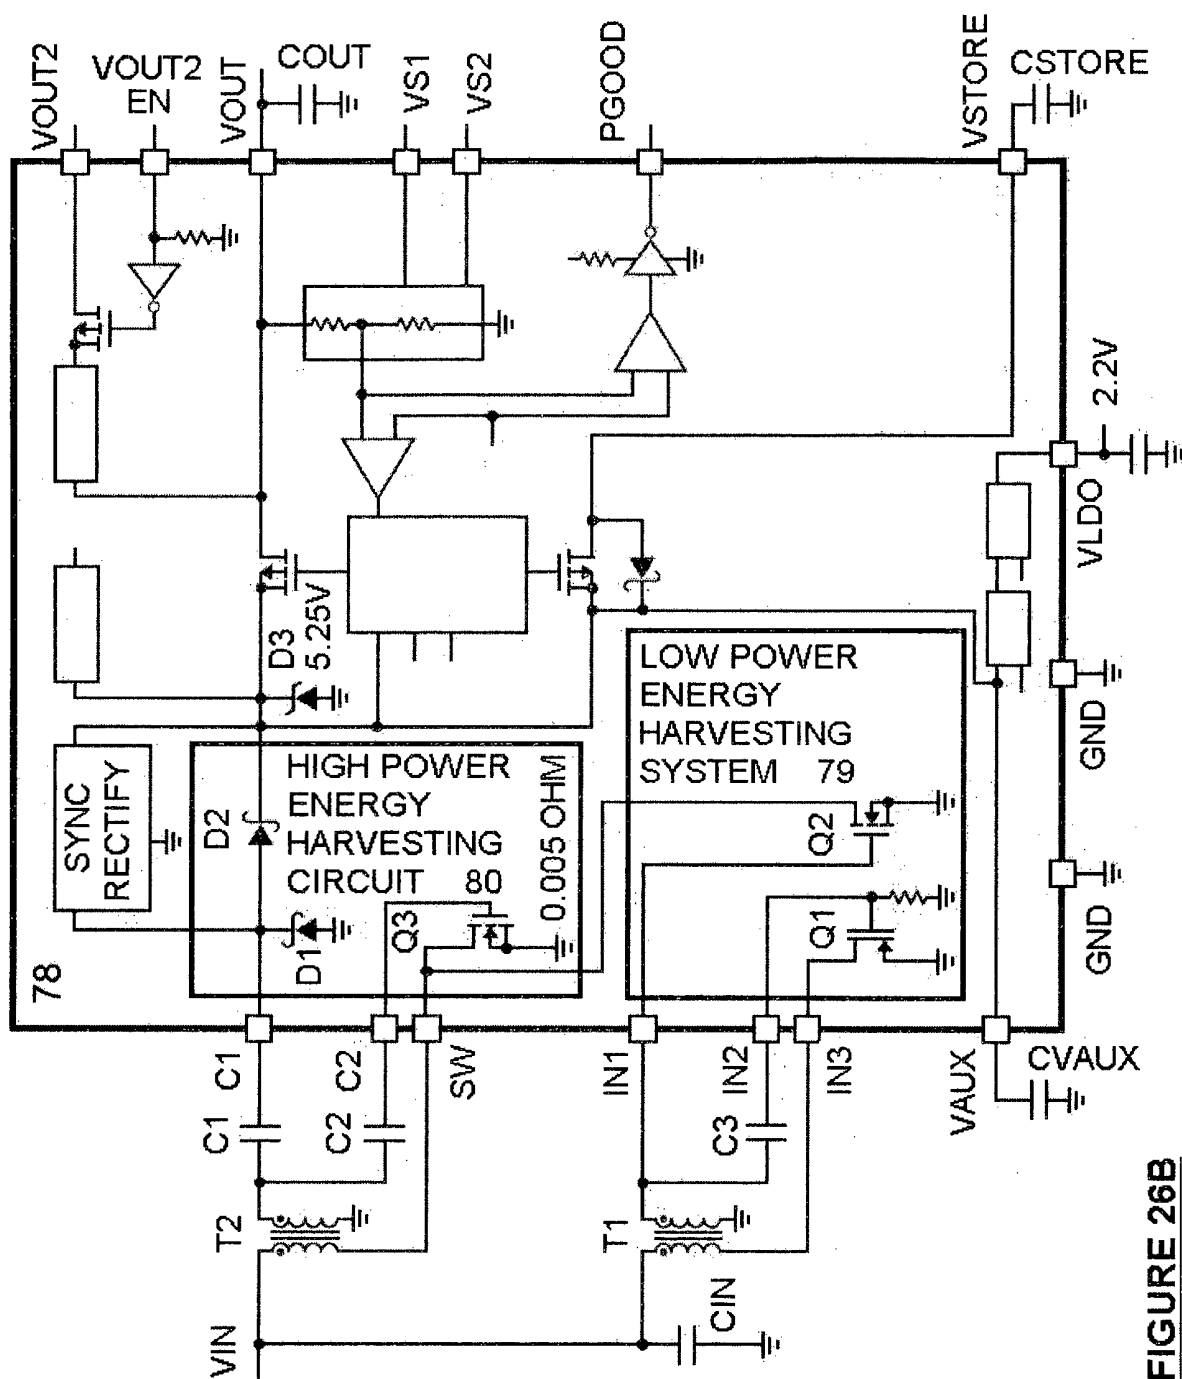 VOUT2
VOUT2
EN
VOUT
COUT
VS1
VS2
PGOOD
VSTORE
CSTORE
78
SYNC
RECTIFY
D3
5.25V
D2
D1
HIGH POWER
ENERGY
HARVESTING
CIRCUIT 80
Q3
0.005 OHM
LOW POWER
ENERGY
HARVESTING
SYSTEM 79
Q2
Q1
2.2V
VLDO
GND
GND
C1
C2
SW
IN1
IN2
IN3
VAUX
CVAUX
C1
C2
C3
T2
T1
VIN
CIN
FIGURE 26B